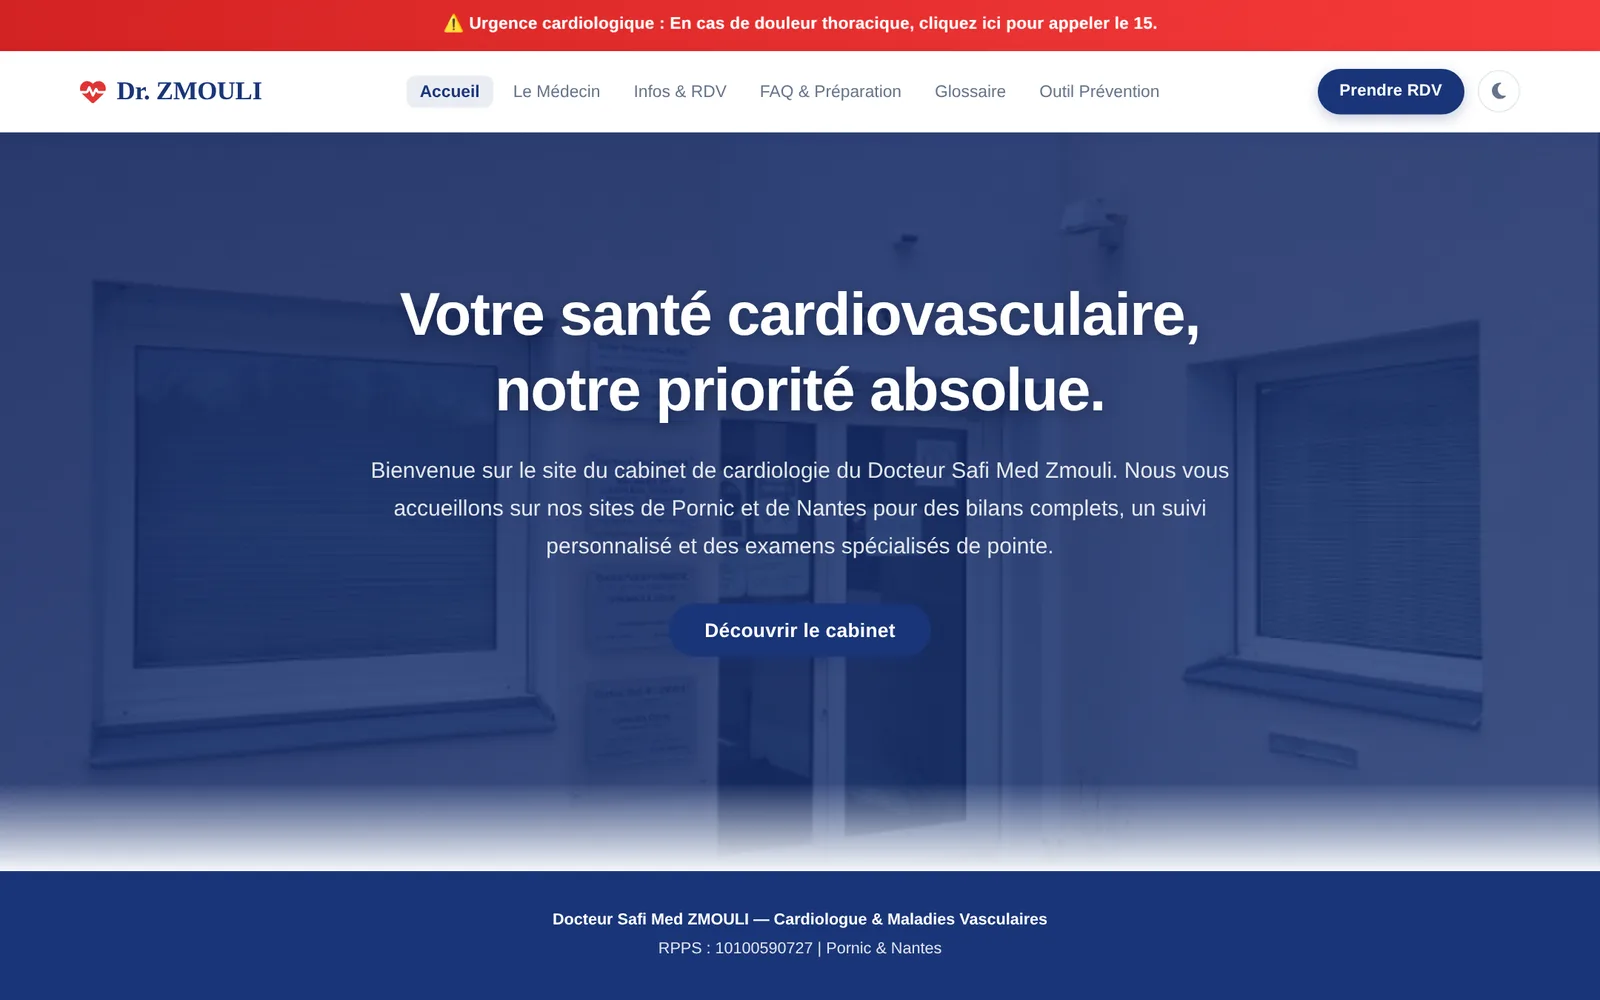 ⚠️ Urgence cardiologique : En cas de douleur thoracique, cliquez ici pour appeler le 15.
Dr. ZMOULI
Accueil
Le Médecin
Infos & RDV
FAQ & Préparation
Glossaire
Outil Prévention
Prendre RDV
Votre santé cardiovasculaire,
notre priorité absolue.
Bienvenue sur le site du cabinet de cardiologie du Docteur Safi Med Zmouli. Nous vous
accueillons sur nos sites de Pornic et de Nantes pour des bilans complets, un suivi
personnalisé et des examens spécialisés de pointe.
Découvrir le cabinet
Docteur Safi Med ZMOULI — Cardiologue & Maladies Vasculaires
RPPS : 10100590727 | Pornic & Nantes